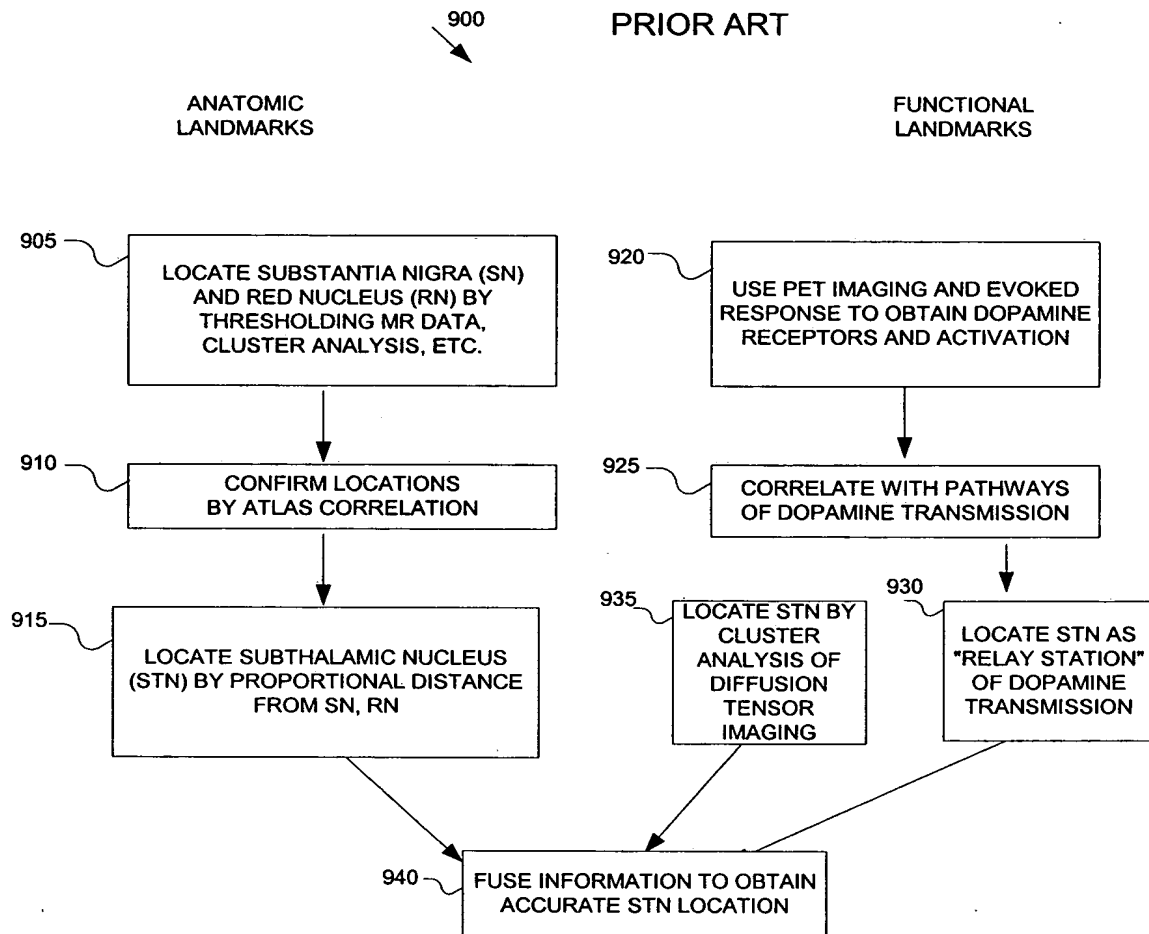 900
PRIOR ART
ANATOMIC
LANDMARKS
FUNCTIONAL
LANDMARKS
905
LOCATE SUBSTANTIA NIGRA (SN)
AND RED NUCLEUS (RN) BY
THRESHOLDING MR DATA,
CLUSTER ANALYSIS, ETC.
920
USE PET IMAGING AND EVOKED
RESPONSE TO OBTAIN DOPAMINE
RECEPTORS AND ACTIVATION
910
CONFIRM LOCATIONS
BY ATLAS CORRELATION
925
CORRELATE WITH PATHWAYS
OF DOPAMINE TRANSMISSION
915
LOCATE SUBTHALAMIC NUCLEUS
(STN) BY PROPORTIONAL DISTANCE
FROM SN, RN
935
LOCATE STN BY
CLUSTER
ANALYSIS OF
DIFFUSION
TENSOR
IMAGING
930
LOCATE STN AS
"RELAY STATION"
OF DOPAMINE
TRANSMISSION
940
FUSE INFORMATION TO OBTAIN
ACCURATE STN LOCATION